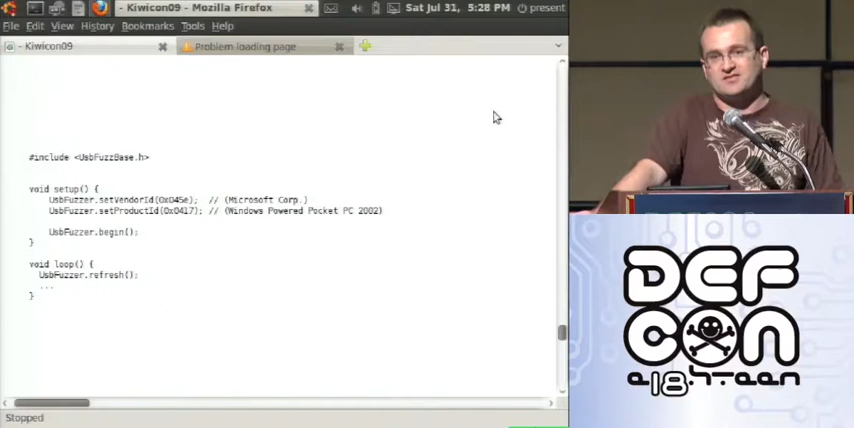 - Kiwicon09 - Mozilla Firefox
Sat Jul 31, 5:28 PM
present
File Edit View History Bookmarks Tools Help
- Kiwicon09
Problem loading page
#include <UsbFuzzBase.h>
void setup() {
UsbFuzzer.setVendorId(0x045e); // (Microsoft Corp.)
UsbFuzzer.setProductId(0x0417); // (Windows Powered Pocket PC 2002)
UsbFuzzer.begin();
}
void loop() {
UsbFuzzer.refresh();
...
}
Stopped
DEF
CON
e18hteen